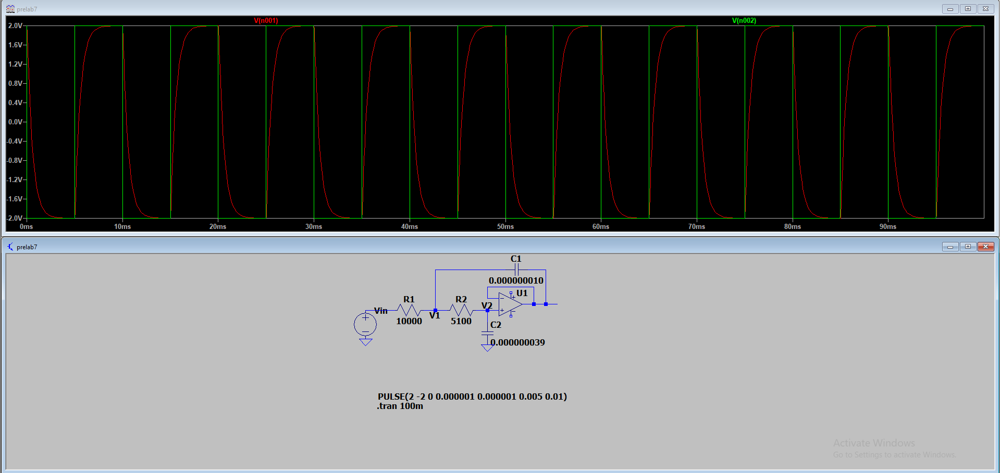 prelab7
V(n001) V(n002)
2.0V
1.6V
1.2V
0.8V
0.4V
0.0V
-0.4V
-0.8V
-1.2V
-1.6V
-2.0V
0ms 10ms 20ms 30ms 40ms 50ms 60ms 70ms 80ms 90ms
prelab7
C1
0.000000010
U1
R1 R2
Vin V1 V2
10000 5100
C2
0.000000039
PULSE(2 -2 0 0.000001 0.000001 0.005 0.01)
.tran 100m
Activate Windows
Go to Settings to activate Windows.